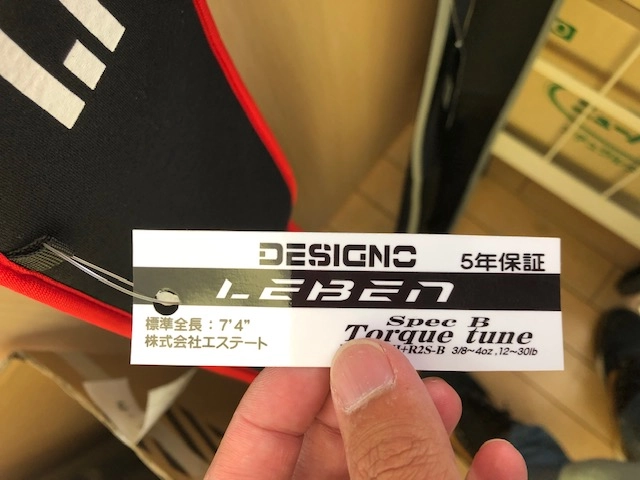 DESIGNO
5年保証
LEBEN
標準全長：7'4"
株式会社エステート
Spec B
Torque tune
+R2S-B 3/8~4oz ,12~30lb